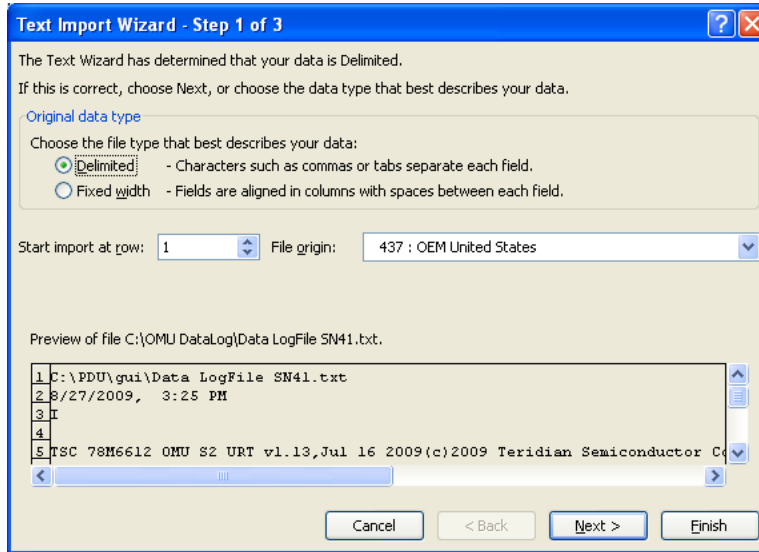 Text Import Wizard - Step 1 of 3
The Text Wizard has determined that your data is Delimited.
If this is correct, choose Next, or choose the data type that best describes your data.
Original data type
Choose the file type that best describes your data:
Delimited - Characters such as commas or tabs separate each field.
Fixed width - Fields are aligned in columns with spaces between each field.
Start import at row: 1 File origin: 437 : OEM United States
Preview of file C:\OMU DataLog\Data LogFile SN41.txt.
1 C:\PDU\gui\Data LogFile SN41.txt
2 8/27/2009, 3:25 PM
3 I
4
5 TSC 78M6612 OMU S2 URT v1.13,Jul 16 2009(c)2009 Teridian Semiconductor
Cancel < Back Next > Finish